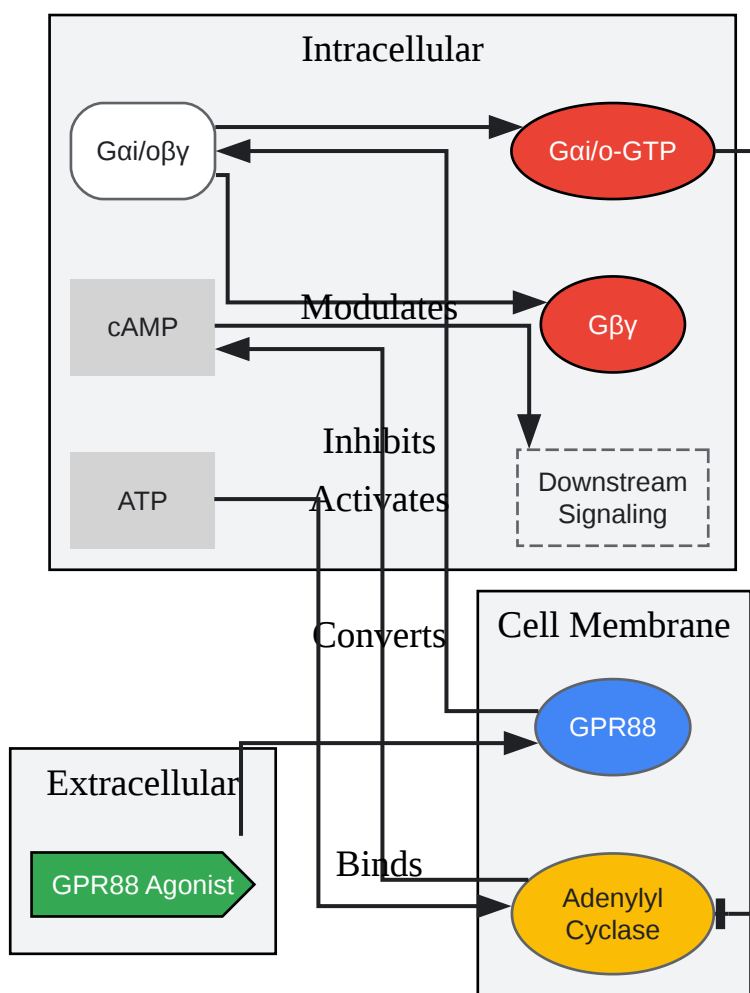 Intracellular
Gαi/oβγ
Gαi/o-GTP
Modulates
cAMP
Gβγ
Inhibits
Downstream
Signaling
ATP
Activates
Converts
Cell Membrane
GPR88
Extracellular
GPR88 Agonist
Binds
Adenylyl
Cyclase